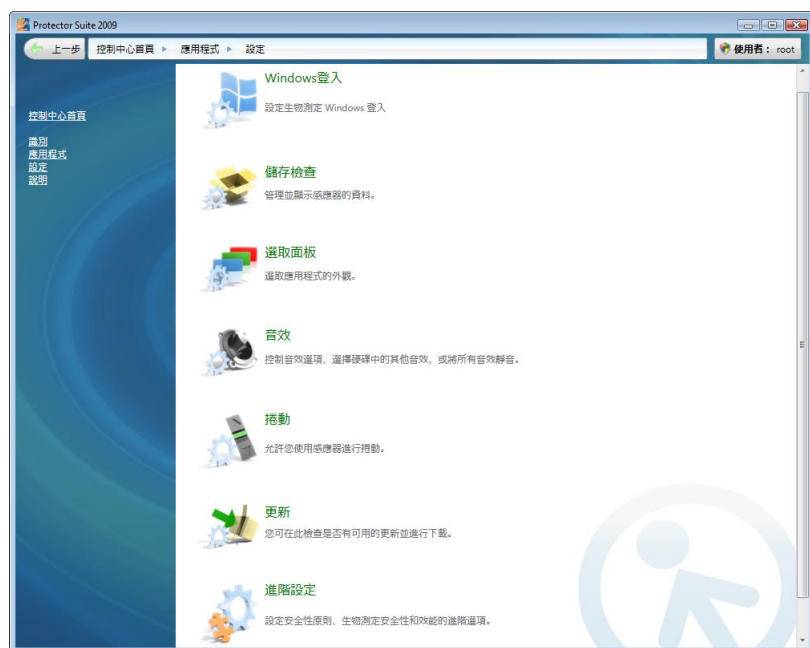 Protector Suite 2009
上一步 控制中心首頁 應用程式 設定 使用者： root
控制中心首頁
識別
應用程式
設定
說明
Windows登入
設定生物測定 Windows 登入
儲存檢查
管理並顯示感應器的資料。
選取面板
選取應用程式的外觀。
音效
控制音效選項、選擇硬碟中的其他音效，或將所有音效靜音。
捲動
允許您使用感應器進行捲動。
更新
您可在此檢查是否有可用的更新並進行下載。
進階設定
設定安全性原則、生物測定安全性和效能的進階選項。